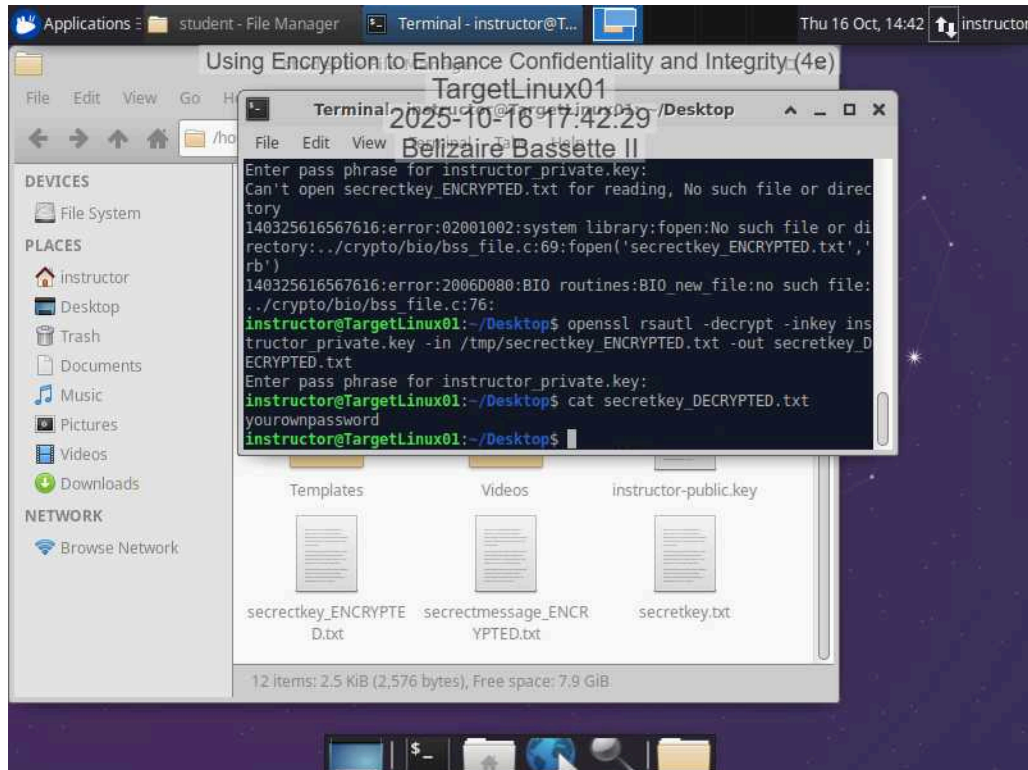 Applications
student - File Manager
Terminal - instructor@T...
Thu 16 Oct, 14:42
instructor
Using Encryption to Enhance Confidentiality and Integrity (4e)
TargetLinux01
2025-10-16 17:42:29
Belizaire Bassette II
File Edit View Go
/ho
DEVICES
File System
PLACES
instructor
Desktop
Trash
Documents
Music
Pictures
Videos
Downloads
NETWORK
Browse Network
Terminal - instructor@TargetLinux01: ~/Desktop
File Edit View Terminal Tabs Help
Enter pass phrase for instructor_private.key:
Can't open secrectkey_ENCRYPTED.txt for reading, No such file or direc
tory
140325616567616:error:02001002:system library:fopen:No such file or di
rectory:../crypto/bio/bss_file.c:69:fopen('secrectkey_ENCRYPTED.txt','
rb')
140325616567616:error:2006D080:BIO routines:BIO_new_file:no such file:
../crypto/bio/bss_file.c:76:
instructor@TargetLinux01:~/Desktop$ openssl rsautl -decrypt -inkey ins
tructor_private.key -in /tmp/secrectkey_ENCRYPTED.txt -out secretkey_D
ECRYPTED.txt
Enter pass phrase for instructor_private.key:
instructor@TargetLinux01:~/Desktop$ cat secretkey_DECRYPTED.txt
yourownpassword
instructor@TargetLinux01:~/Desktop$
Templates
Videos
instructor-public.key
secrectkey_ENCRYPTE
D.txt
secrectmessage_ENCR
YPTED.txt
secretkey.txt
12 items: 2.5 KiB (2,576 bytes), Free space: 7.9 GiB
$_